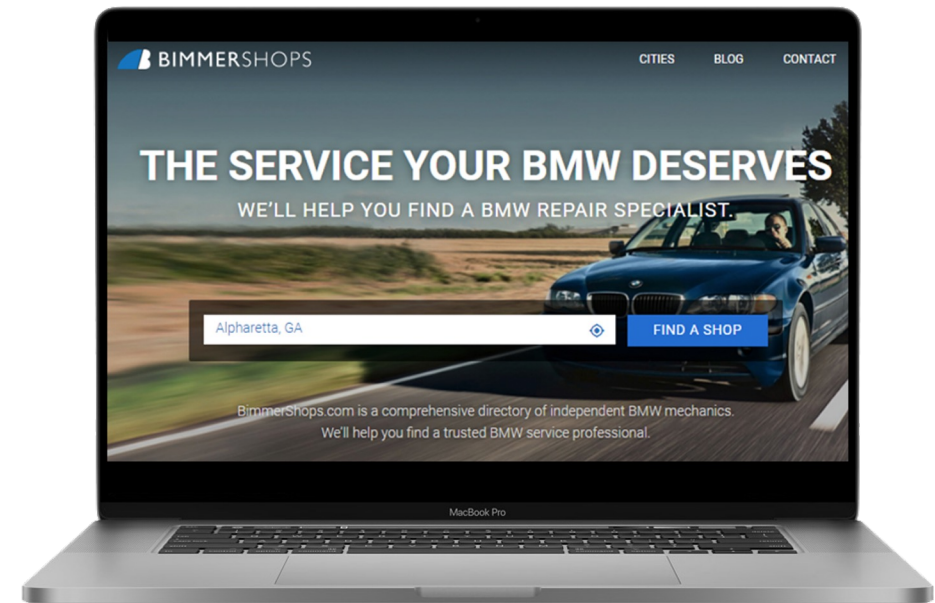 BIMMERSHOPS
CITIES BLOG CONTACT
THE SERVICE YOUR BMW DESERVES
WE'LL HELP YOU FIND A BMW REPAIR SPECIALIST.
Alpharetta, GA
FIND A SHOP
BimmerShops.com is a comprehensive directory of independent BMW mechanics.
We'll help you find a trusted BMW service professional.
MacBook Pro